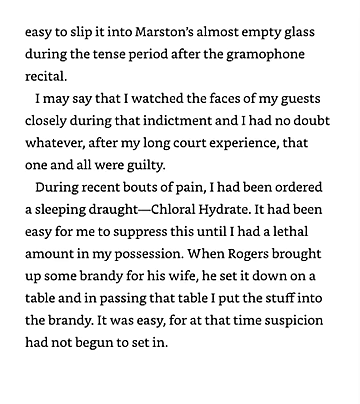 easy to slip it into Marston’s almost empty glass
during the tense period after the gramophone
recital.
I may say that I watched the faces of my guests
closely during that indictment and I had no doubt
whatever, after my long court experience, that
one and all were guilty.
During recent bouts of pain, I had been ordered
a sleeping draught—Chloral Hydrate. It had been
easy for me to suppress this until I had a lethal
amount in my possession. When Rogers brought
up some brandy for his wife, he set it down on a
table and in passing that table I put the stuff into
the brandy. It was easy, for at that time suspicion
had not begun to set in.